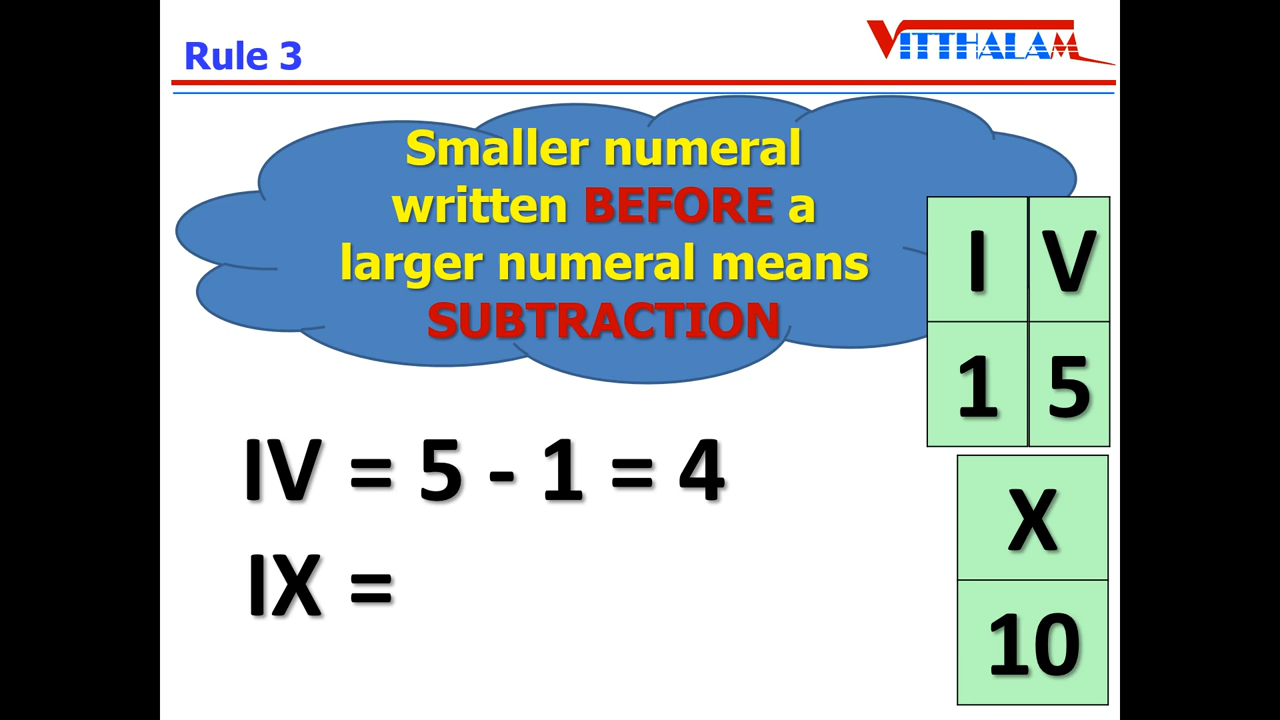 Rule 3
VITTHALAM
Smaller numeral
written BEFORE a
larger numeral means
SUBTRACTION
I V
1 5
IV = 5 - 1 = 4
X
IX =
10